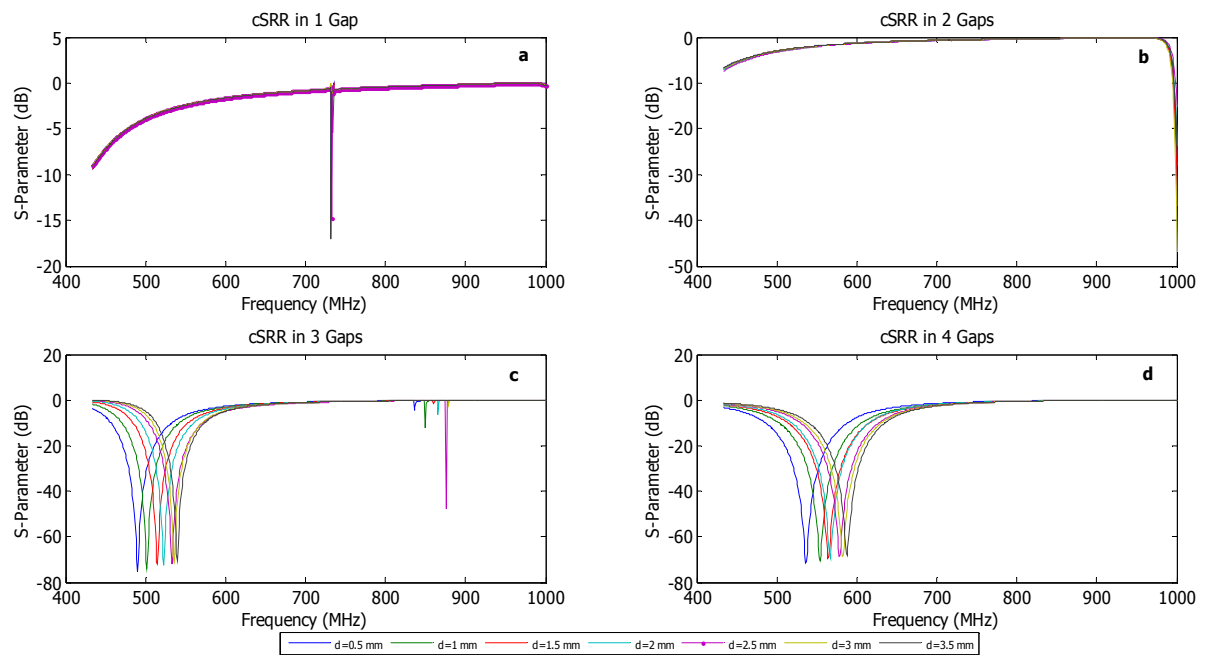 cSRR in 1 Gap
a
5
0
-5
-10
-15
-20
S-Parameter (dB)
400 500 600 700 800 900 1000
Frequency (MHz)
cSRR in 2 Gaps
b
0
-10
-20
-30
-40
-50
S-Parameter (dB)
400 500 600 700 800 900 1000
Frequency (MHz)
cSRR in 3 Gaps
c
20
0
-20
-40
-60
-80
S-Parameter (dB)
400 500 600 700 800 900 1000
Frequency (MHz)
cSRR in 4 Gaps
d
20
0
-20
-40
-60
-80
S-Parameter (dB)
400 500 600 700 800 900 1000
Frequency (MHz)
d=0.5 mm d=1 mm d=1.5 mm d=2 mm d=2.5 mm d=3 mm d=3.5 mm